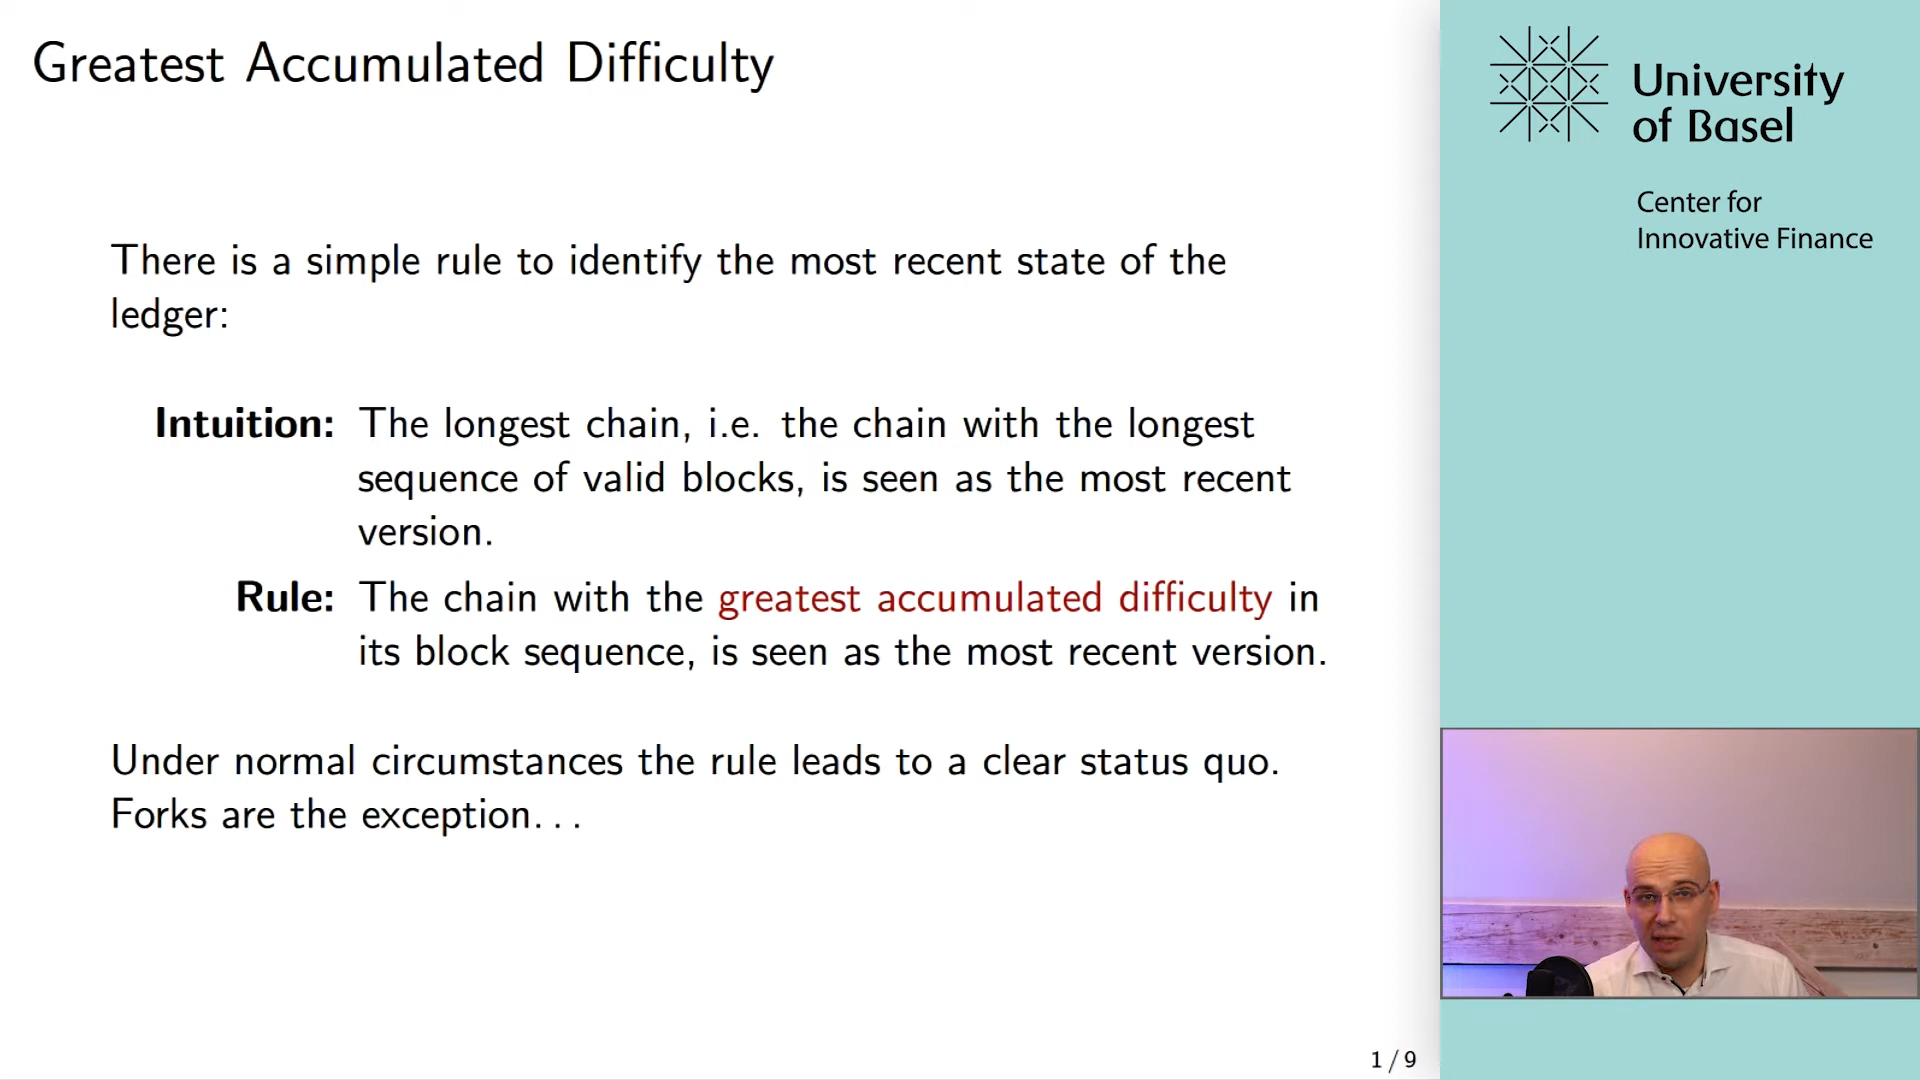 Greatest Accumulated Difficulty
There is a simple rule to identify the most recent state of the
ledger:
Intuition: The longest chain, i.e. the chain with the longest
sequence of valid blocks, is seen as the most recent
version.
Rule: The chain with the greatest accumulated difficulty in
its block sequence, is seen as the most recent version.
Under normal circumstances the rule leads to a clear status quo.
Forks are the exception...
1 / 9
University
of Basel
Center for
Innovative Finance